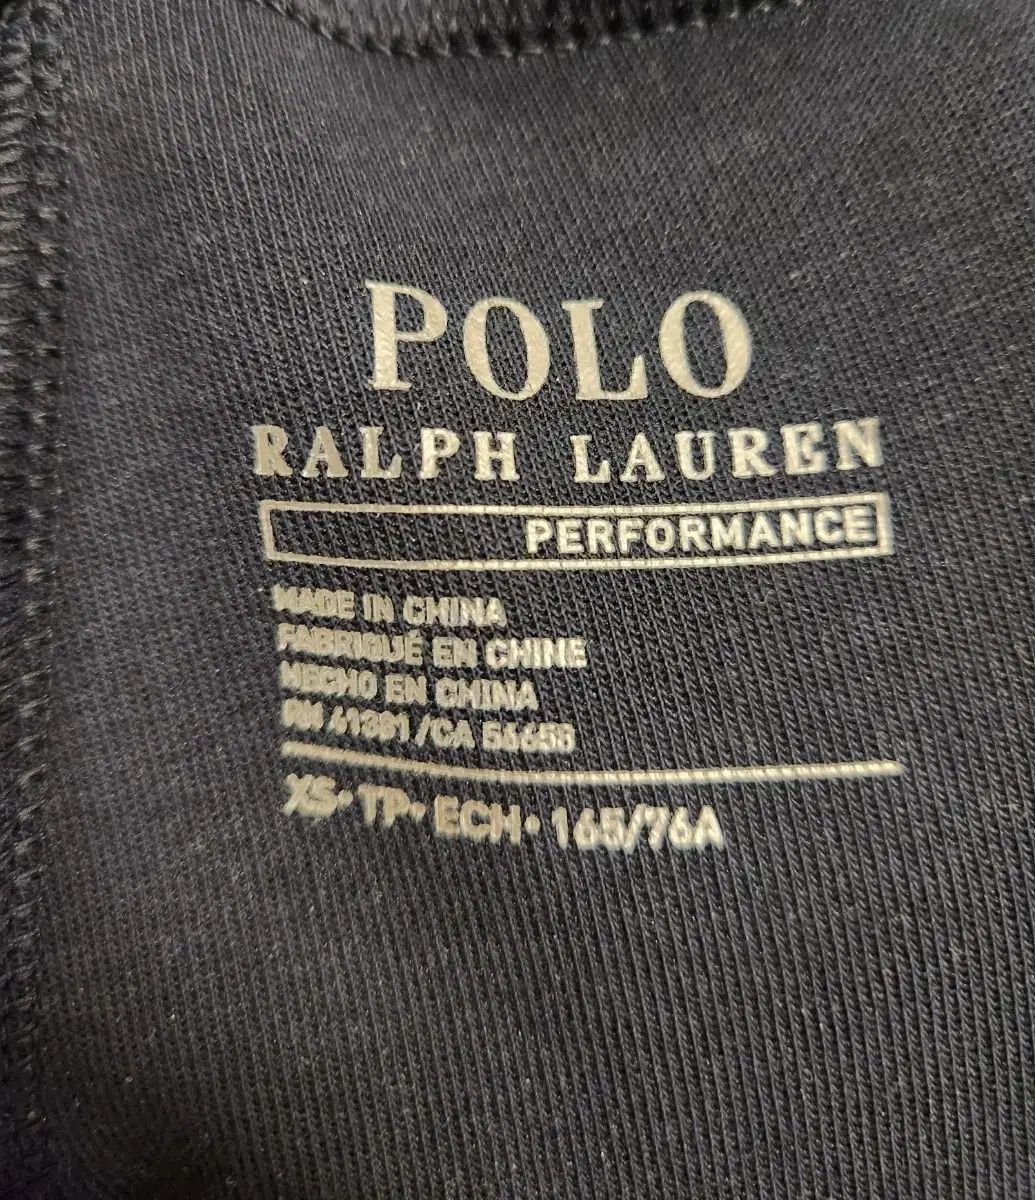 POLO
RALPH LAUREN
PERFORMANCE
MADE IN CHINA
FABRIQUÉ EN CHINE
HECHO EN CHINA
RN 41381 /CA 56658
XS• TP• ECH• 165/76A